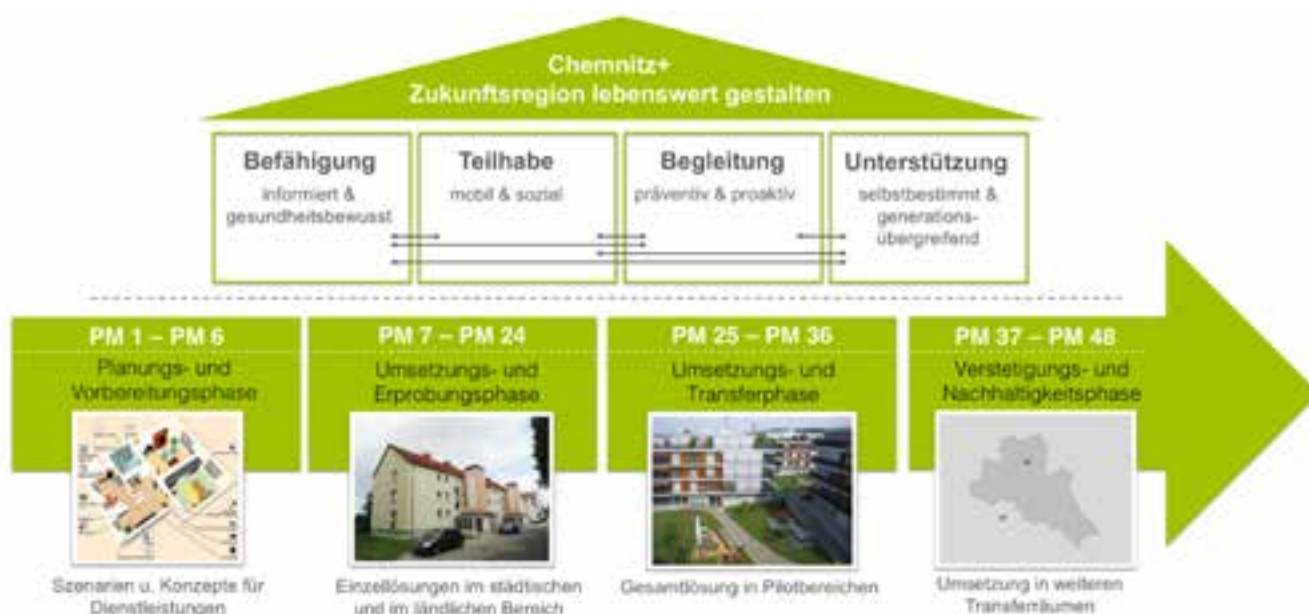 Chemnitz+
Zukunftsregion lebenswert gestalten
Befähigung
informiert &
gesundheitsbewusst
Teilhabe
mobil & sozial
Begleitung
präventiv & proaktiv
Unterstützung
selbstbestimmt &
generations-
übergreifend
PM 1 – PM 6
Planungs- und
Vorbereitungsphase
Szenarien u. Konzepte für
Dienstleistungen
PM 7 – PM 24
Umsetzungs- und
Erprobungsphase
Einzellösungen im städtischen
und im ländlichen Bereich
PM 25 – PM 36
Umsetzungs- und
Transferphase
Gesamtlösung in Pilotbereichen
PM 37 – PM 48
Verstetigungs- und
Nachhaltigkeitsphase
Umsetzung in weiteren
Transferräumen